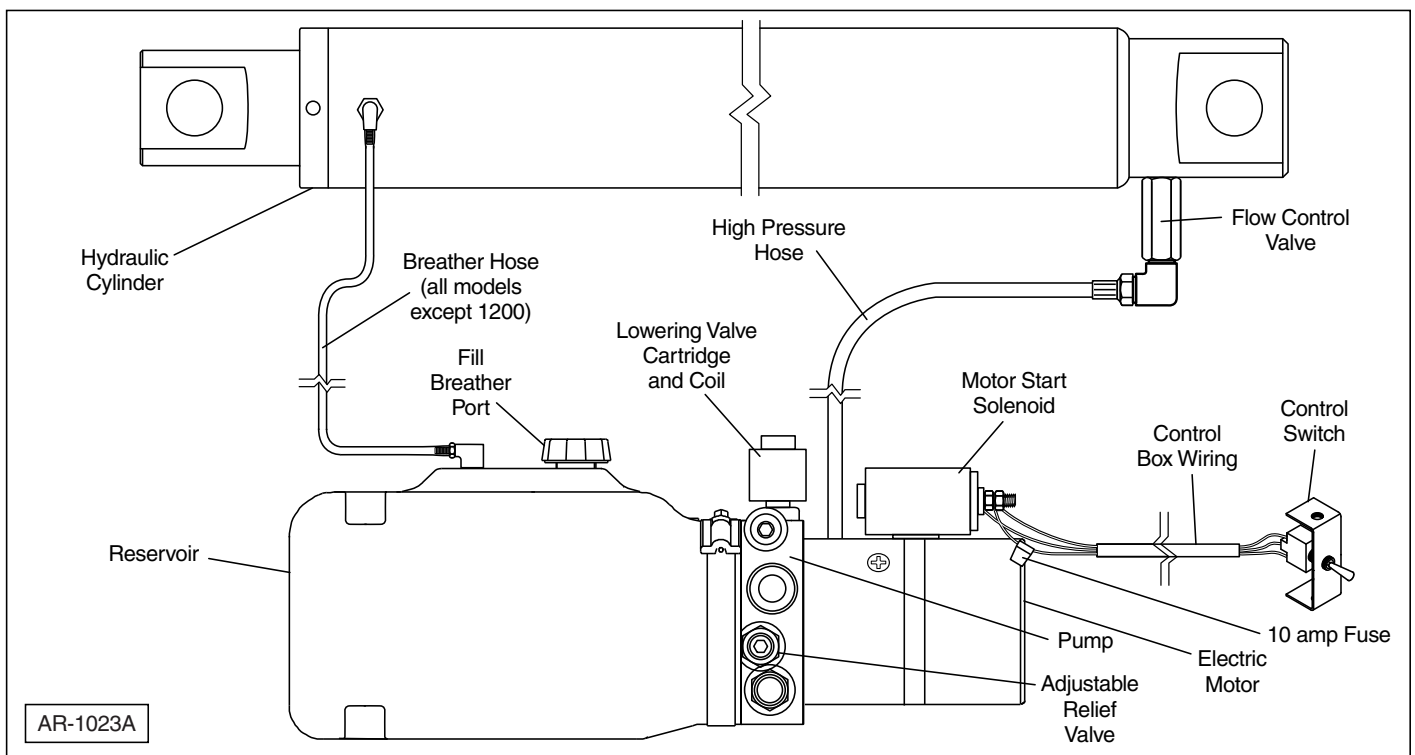 Hydraulic
Cylinder
Breather Hose
(all models
except 1200)
Fill
Breather
Port
High Pressure
Hose
Flow Control
Valve
Lowering Valve
Cartridge
and Coil
Motor Start
Solenoid
Control
Box Wiring
Control
Switch
Reservoir
Pump
10 amp Fuse
Electric
Motor
Adjustable
Relief
Valve
AR-1023A